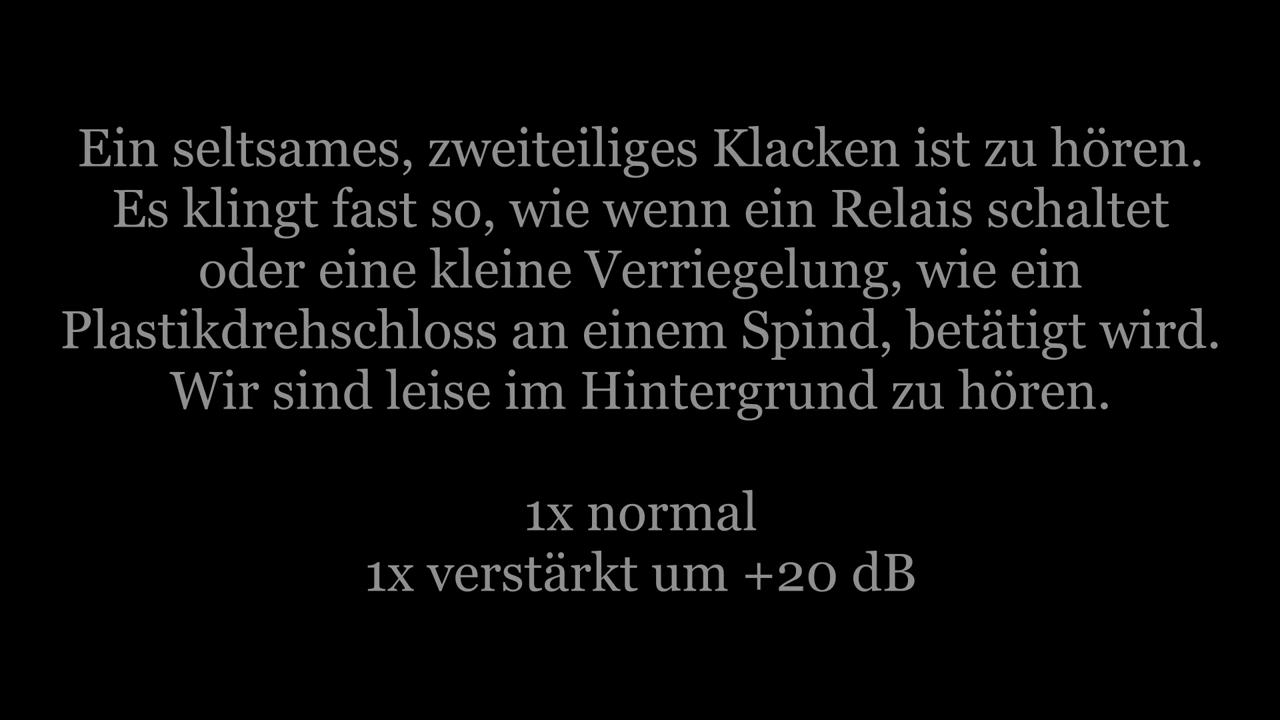 Ein seltsames, zweiteiliges Klacken ist zu hören.
Es klingt fast so, wie wenn ein Relais schaltet
oder eine kleine Verriegelung, wie ein
Plastikdrehschloss an einem Spind, betätigt wird.
Wir sind leise im Hintergrund zu hören.
1x normal
1x verstärkt um +20 dB